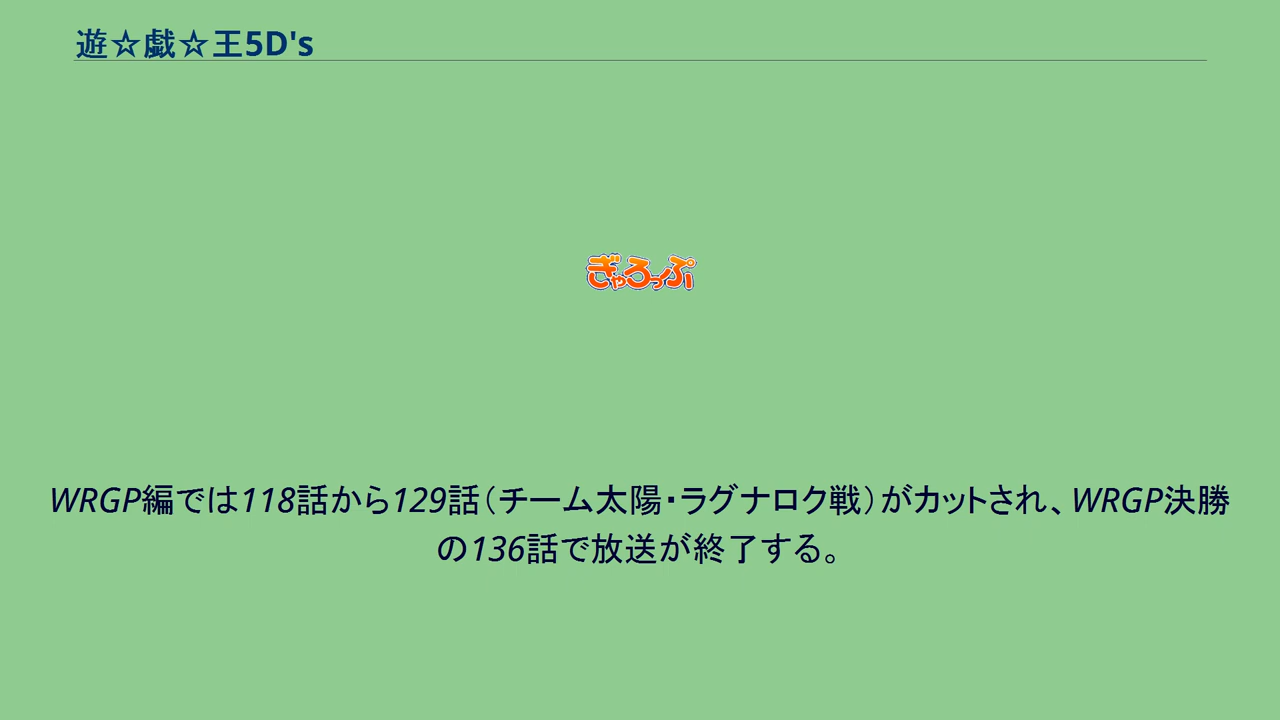 遊☆戯☆王5D's
ぎゃろっぷ
WRGP編では118話から129話（チーム太陽・ラグナロク戦）がカットされ、WRGP決勝
の136話で放送が終了する。